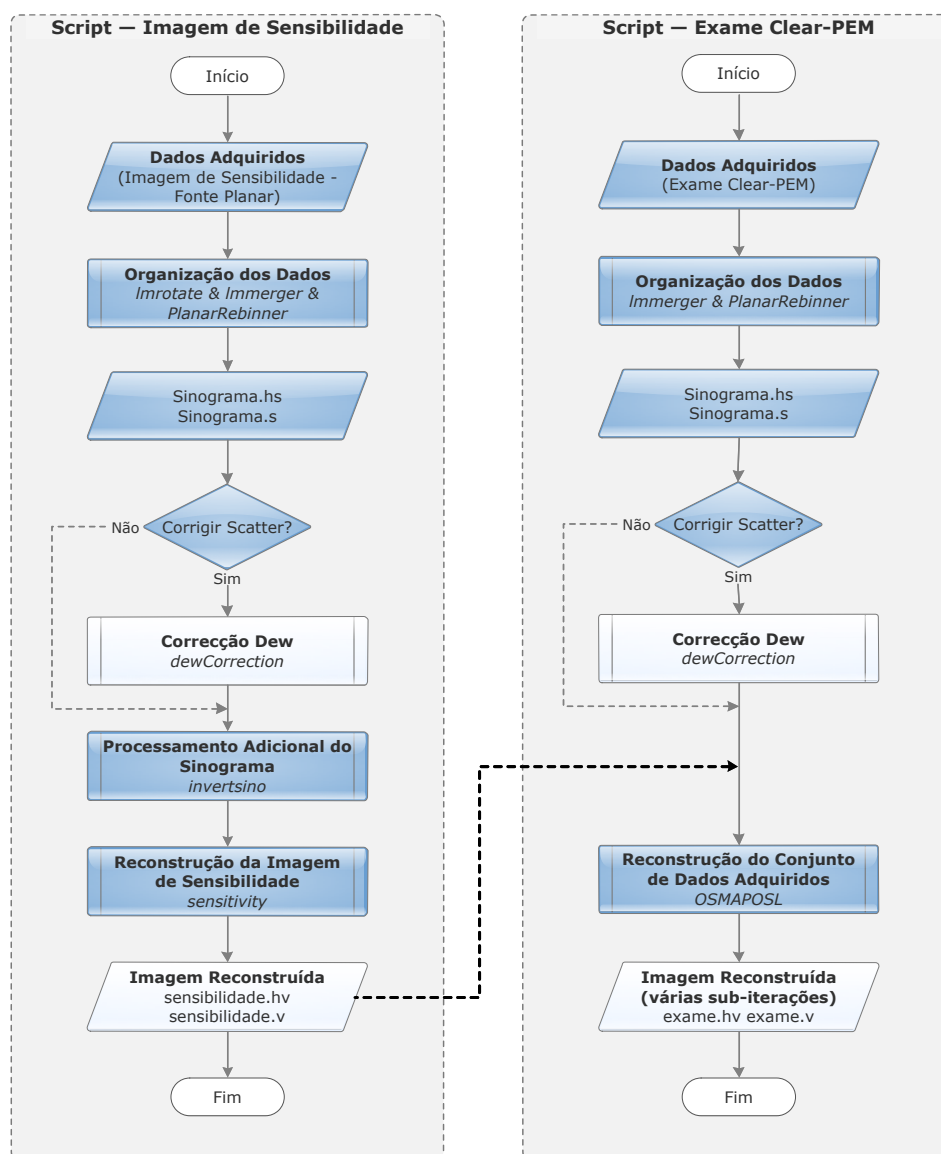 Script — Imagem de Sensibilidade
Início
Dados Adquiridos
(Imagem de Sensibilidade -
Fonte Planar)
Organização dos Dados
Imrotate & Immerger &
PlanarRebinner
Sinograma.hs
Sinograma.s
Corrigir Scatter?
Não
Sim
Correcção Dew
dewCorrection
Processamento Adicional do
Sinograma
invertsino
Reconstrução da Imagem
de Sensibilidade
sensitivity
Imagem Reconstruída
sensibilidade.hv
sensibilidade.v
Fim
Script — Exame Clear-PEM
Início
Dados Adquiridos
(Exame Clear-PEM)
Organização dos Dados
Immerger & PlanarRebinner
Sinograma.hs
Sinograma.s
Corrigir Scatter?
Não
Sim
Correcção Dew
dewCorrection
Reconstrução do Conjunto
de Dados Adquiridos
OSMAPOSL
Imagem Reconstruída
(várias sub-iterações)
exame.hv exame.v
Fim